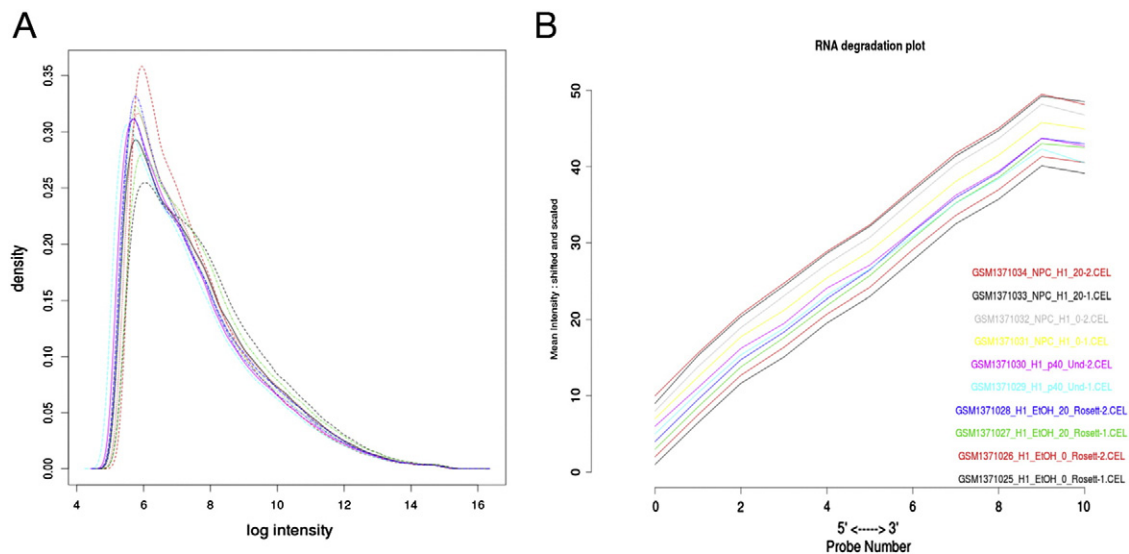 A
density
0.00
0.05
0.10
0.15
0.20
0.25
0.30
0.35
4 6 8 10 12 14 16
log intensity
B
RNA degradation plot
Mean Intensity : shifted and scaled
0
10
20
30
40
50
GSM1371034_NPC_H1_20-2.CEL
GSM1371033_NPC_H1_20-1.CEL
GSM1371032_NPC_H1_0-2.CEL
GSM1371031_NPC_H1_0-1.CEL
GSM1371030_H1_p40_Und-2.CEL
GSM1371029_H1_p40_Und-1.CEL
GSM1371028_H1_EtOH_20_Rosett-2.CEL
GSM1371027_H1_EtOH_20_Rosett-1.CEL
GSM1371026_H1_EtOH_0_Rosett-2.CEL
GSM1371025_H1_EtOH_0_Rosett-1.CEL
0 2 4 6 8 10
5' <-----> 3'
Probe Number